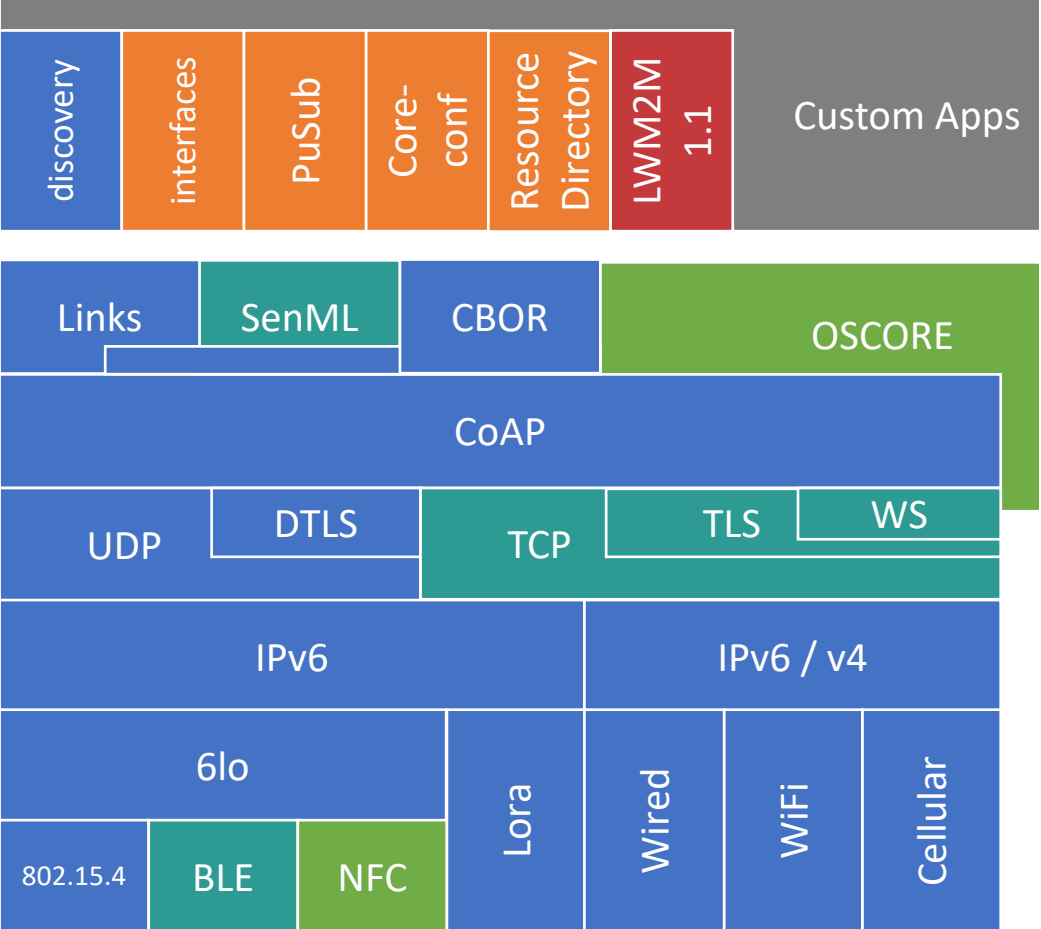 discovery
interfaces
PuSub
Core-
conf
Resource
Directory
LWM2M
1.1
Custom Apps
Links
SenML
CBOR
OSCORE
CoAP
UDP
DTLS
TCP
TLS
WS
IPv6
IPv6 / v4
6lo
Lora
Wired
WiFi
Cellular
802.15.4
BLE
NFC